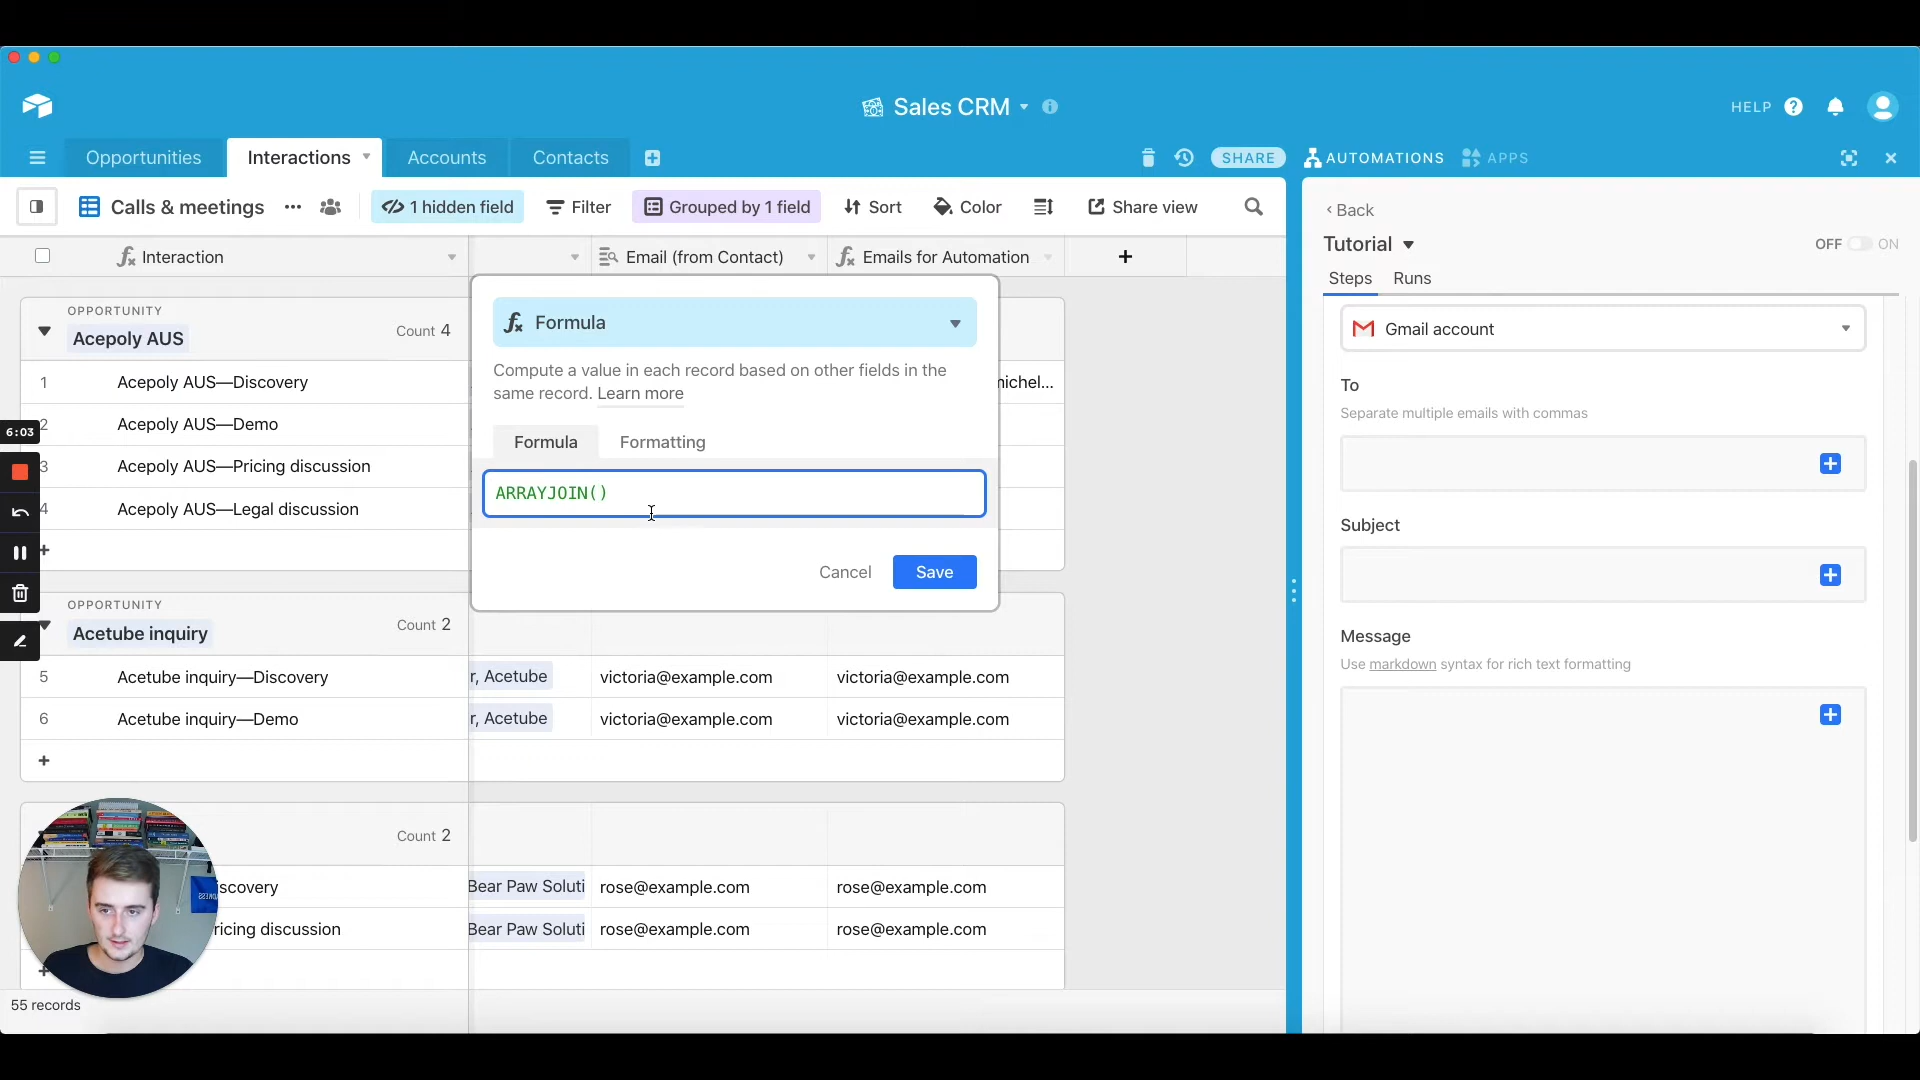 Sales CRM
HELP
Opportunities
Interactions
Accounts
Contacts
SHARE
AUTOMATIONS
APPS
Calls & meetings
1 hidden field
Filter
Grouped by 1 field
Sort
Color
Share view
Interaction
Email (from Contact)
Emails for Automation
OPPORTUNITY
Acepoly AUS
Count 4
1 Acepoly AUS—Discovery
michel...
2 Acepoly AUS—Demo
3 Acepoly AUS—Pricing discussion
4 Acepoly AUS—Legal discussion
6:03
Formula
Compute a value in each record based on other fields in the
same record. Learn more
Formula
Formatting
ARRAYJOIN()
Cancel
Save
OPPORTUNITY
Acetube inquiry
Count 2
5 Acetube inquiry—Discovery r, Acetube victoria@example.com victoria@example.com
6 Acetube inquiry—Demo r, Acetube victoria@example.com victoria@example.com
Count 2
iscovery Bear Paw Soluti rose@example.com rose@example.com
ricing discussion Bear Paw Soluti rose@example.com rose@example.com
55 records
Back
Tutorial
OFF ON
Steps
Runs
Gmail account
To
Separate multiple emails with commas
Subject
Message
Use markdown syntax for rich text formatting